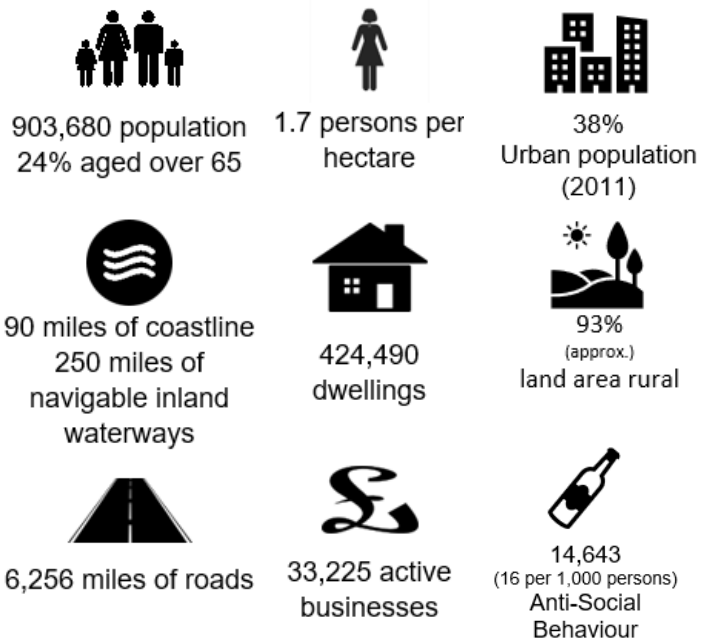 903,680 population
24% aged over 65
1.7 persons per
hectare
38%
Urban population
(2011)
90 miles of coastline
250 miles of
navigable inland
waterways
424,490
dwellings
93%
(approx.)
land area rural
6,256 miles of roads
33,225 active
businesses
14,643
(16 per 1,000 persons)
Anti-Social
Behaviour